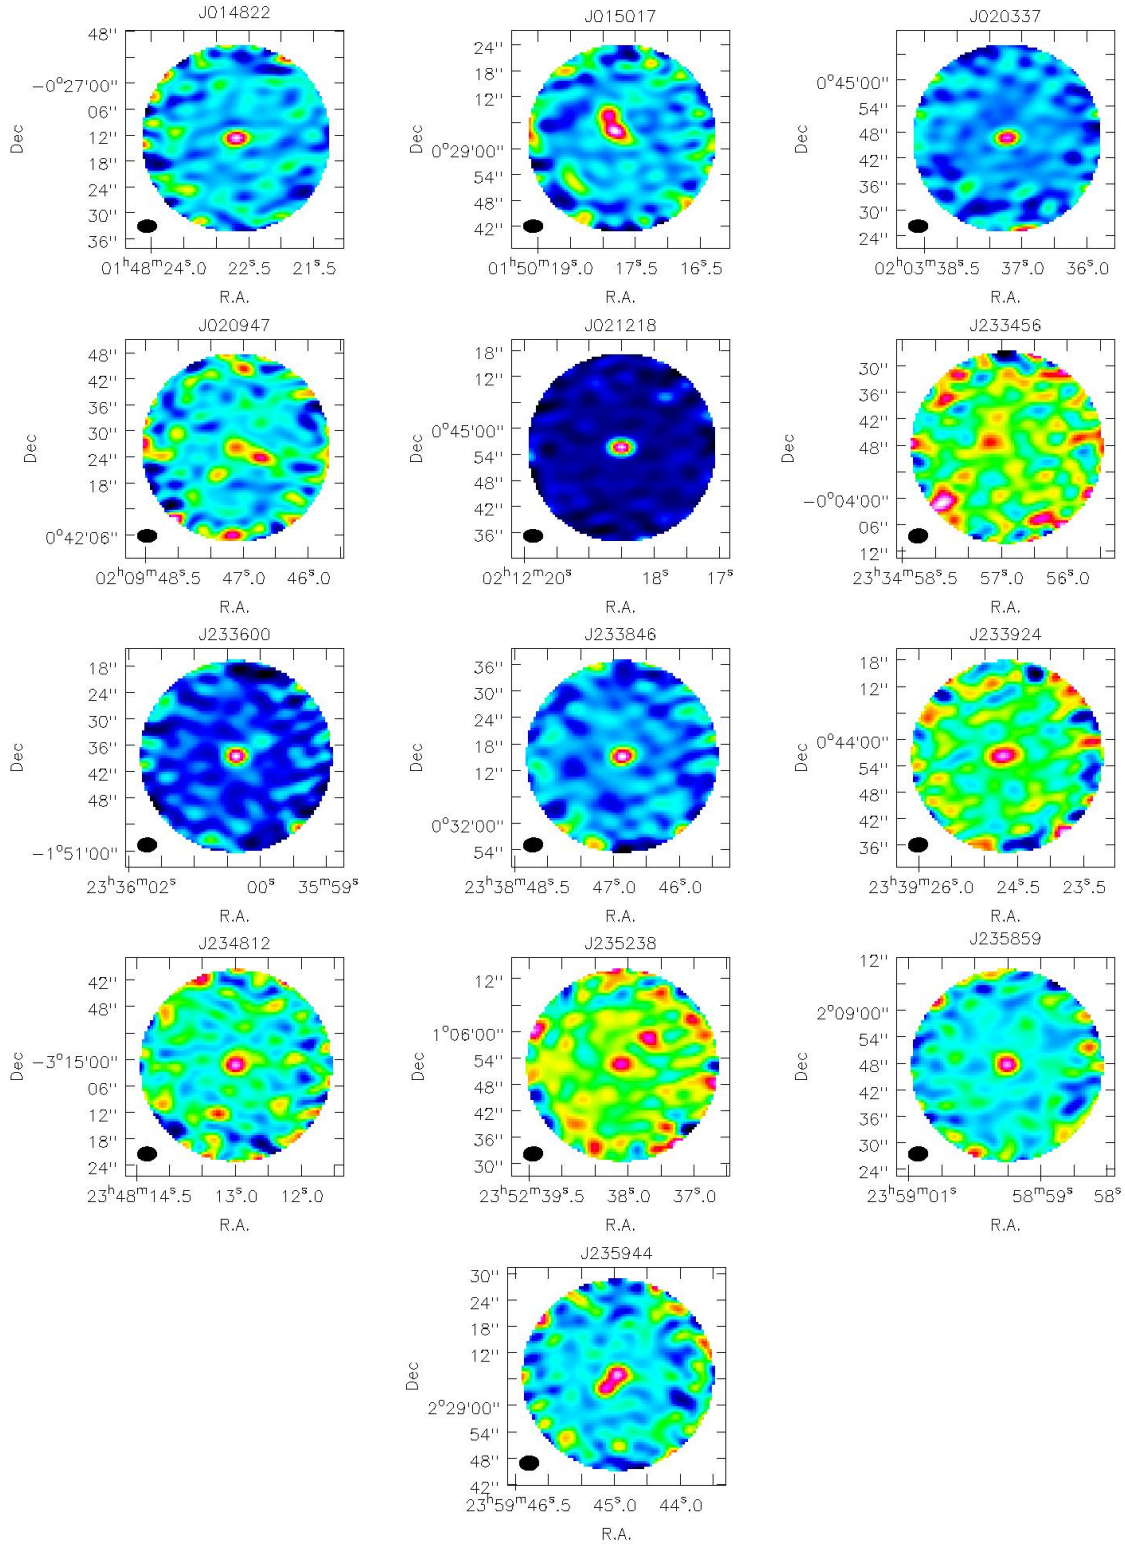 J014822
48''
−0°27'00''
06''
12''
18''
24''
30''
36''
Dec
01ʰ48ᵐ24ˢ.0 22ˢ.5 21ˢ.5
R.A.
J015017
24''
18''
12''
0°29'00''
54''
48''
42''
Dec
01ʰ50ᵐ19ˢ.0 17ˢ.5 16ˢ.5
R.A.
J020337
0°45'00''
54''
48''
42''
36''
30''
24''
Dec
02ʰ03ᵐ38ˢ.5 37ˢ.0 36ˢ.0
R.A.
J020947
48''
42''
36''
30''
24''
18''
0°42'06''
Dec
02ʰ09ᵐ48ˢ.5 47ˢ.0 46ˢ.0
R.A.
J021218
18''
12''
0°45'00''
54''
48''
42''
36''
Dec
02ʰ12ᵐ20ˢ 18ˢ 17ˢ
R.A.
J233456
30''
36''
42''
48''
−0°04'00''
06''
12''
Dec
23ʰ34ᵐ58ˢ.5 57ˢ.0 56ˢ.0
R.A.
J233600
18''
24''
30''
36''
42''
48''
−1°51'00''
Dec
23ʰ36ᵐ02ˢ 00ˢ 35ᵐ59ˢ
R.A.
J233846
36''
30''
24''
18''
12''
0°32'00''
54''
Dec
23ʰ38ᵐ48ˢ.5 47ˢ.0 46ˢ.0
R.A.
J233924
18''
12''
0°44'00''
54''
48''
42''
36''
Dec
23ʰ39ᵐ26ˢ.0 24ˢ.5 23ˢ.5
R.A.
J234812
42''
48''
−3°15'00''
06''
12''
18''
24''
Dec
23ʰ48ᵐ14ˢ.5 13ˢ.0 12ˢ.0
R.A.
J235238
12''
1°06'00''
54''
48''
42''
36''
30''
Dec
23ʰ52ᵐ39ˢ.5 38ˢ.0 37ˢ.0
R.A.
J235859
12''
2°09'00''
54''
48''
42''
36''
30''
24''
Dec
23ʰ59ᵐ01ˢ 58ᵐ59ˢ 58ˢ
R.A.
J235944
30''
24''
18''
12''
2°29'00''
54''
48''
42''
Dec
23ʰ59ᵐ46ˢ.5 45ˢ.0 44ˢ.0
R.A.